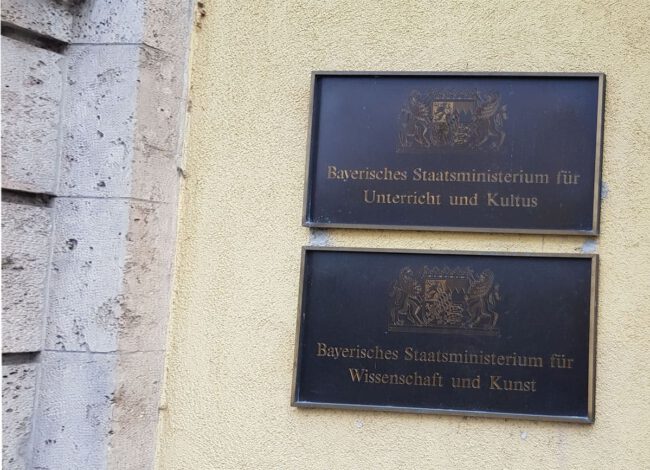 Bayerisches Staatsministerium für
Unterricht und Kultus
Bayerisches Staatsministerium für
Wissenschaft und Kunst